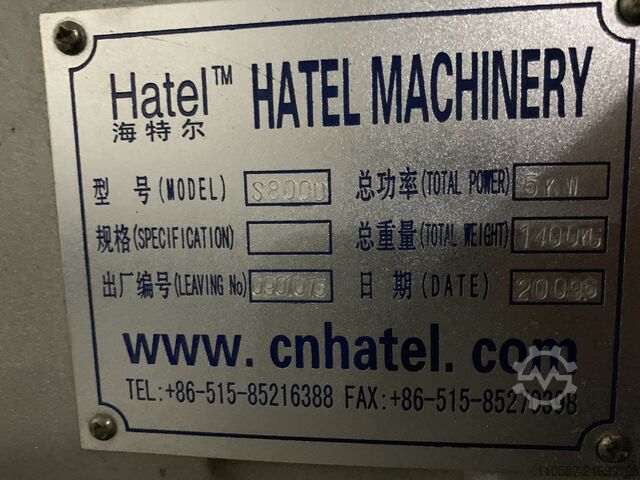 Hatel™ HATEL MACHINERY
海特尔
型 号(MODEL) S800D 总功率(TOTAL POWER) 5KW
规格(SPECIFICATION) 总重量(TOTAL WEIGHT) 1400KG
出厂编号(LEAVING No) 0901075 日 期(DATE) 20096
www.cnhatel.com
TEL:+86-515-85216388 FAX:+86-515-85279398